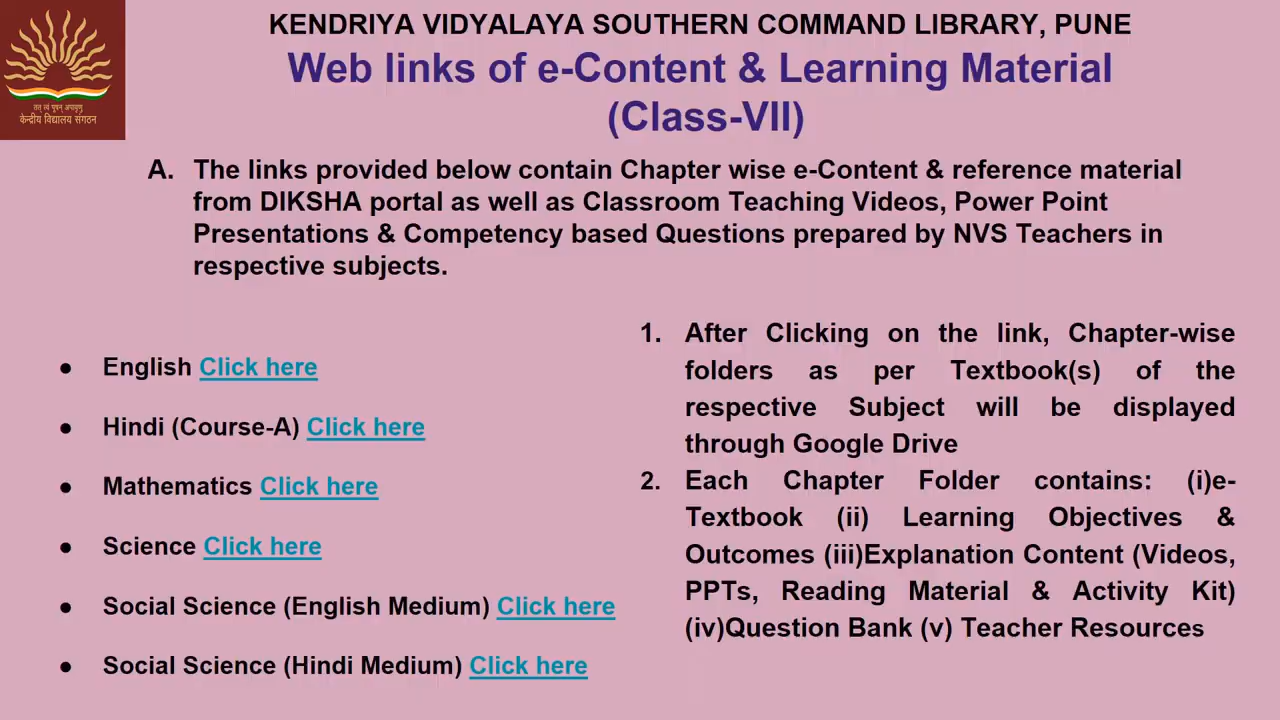 KENDRIYA VIDYALAYA SOUTHERN COMMAND LIBRARY, PUNE
Web links of e-Content & Learning Material
(Class-VII)
तत् त्वं पूषन् अपावृणु
केन्द्रीय विद्यालय संगठन
A. The links provided below contain Chapter wise e-Content & reference material
from DIKSHA portal as well as Classroom Teaching Videos, Power Point
Presentations & Competency based Questions prepared by NVS Teachers in
respective subjects.
● English Click here
● Hindi (Course-A) Click here
● Mathematics Click here
● Science Click here
● Social Science (English Medium) Click here
● Social Science (Hindi Medium) Click here
1. After Clicking on the link, Chapter-wise
folders as per Textbook(s) of the
respective Subject will be displayed
through Google Drive
2. Each Chapter Folder contains: (i)e-
Textbook (ii) Learning Objectives &
Outcomes (iii)Explanation Content (Videos,
PPTs, Reading Material & Activity Kit)
(iv)Question Bank (v) Teacher Resources